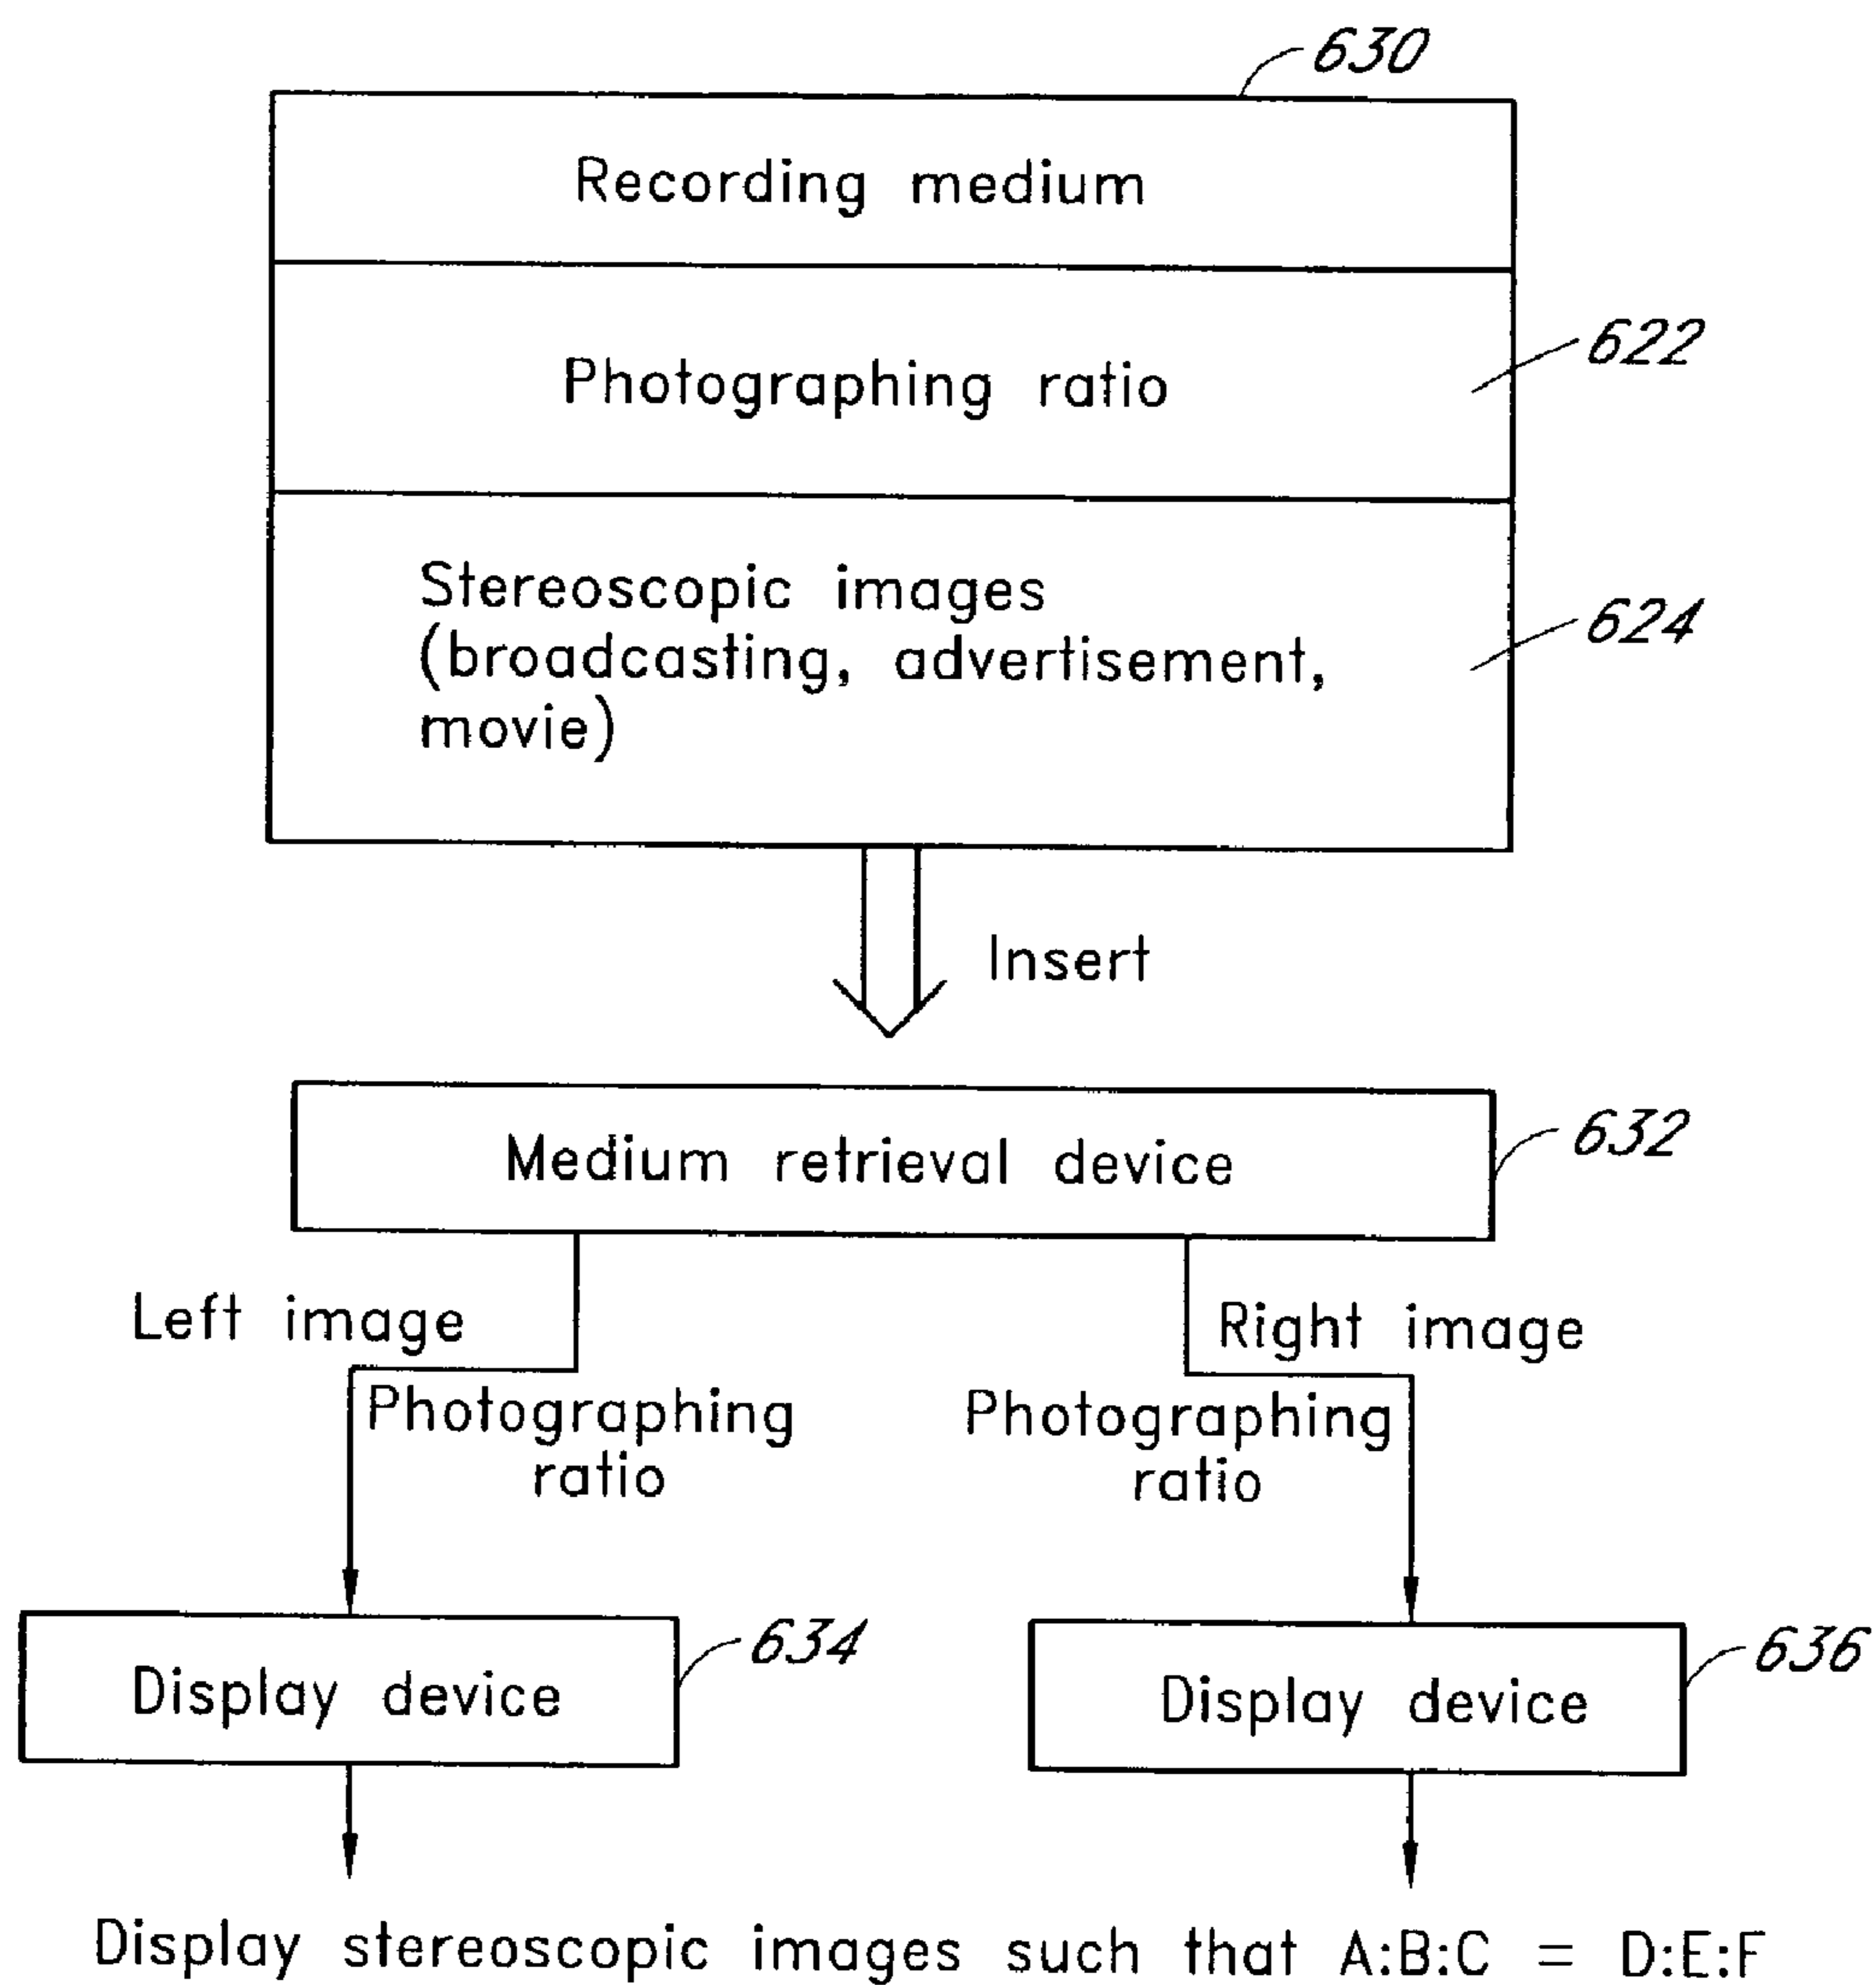 630
Recording medium
Photographing ratio
622
Stereoscopic images
(broadcasting, advertisement,
movie)
624
Insert
Medium retrieval device
632
Left image
Right image
Photographing
ratio
Photographing
ratio
Display device
634
Display device
636
Display stereoscopic images such that A:B:C = D:E:F